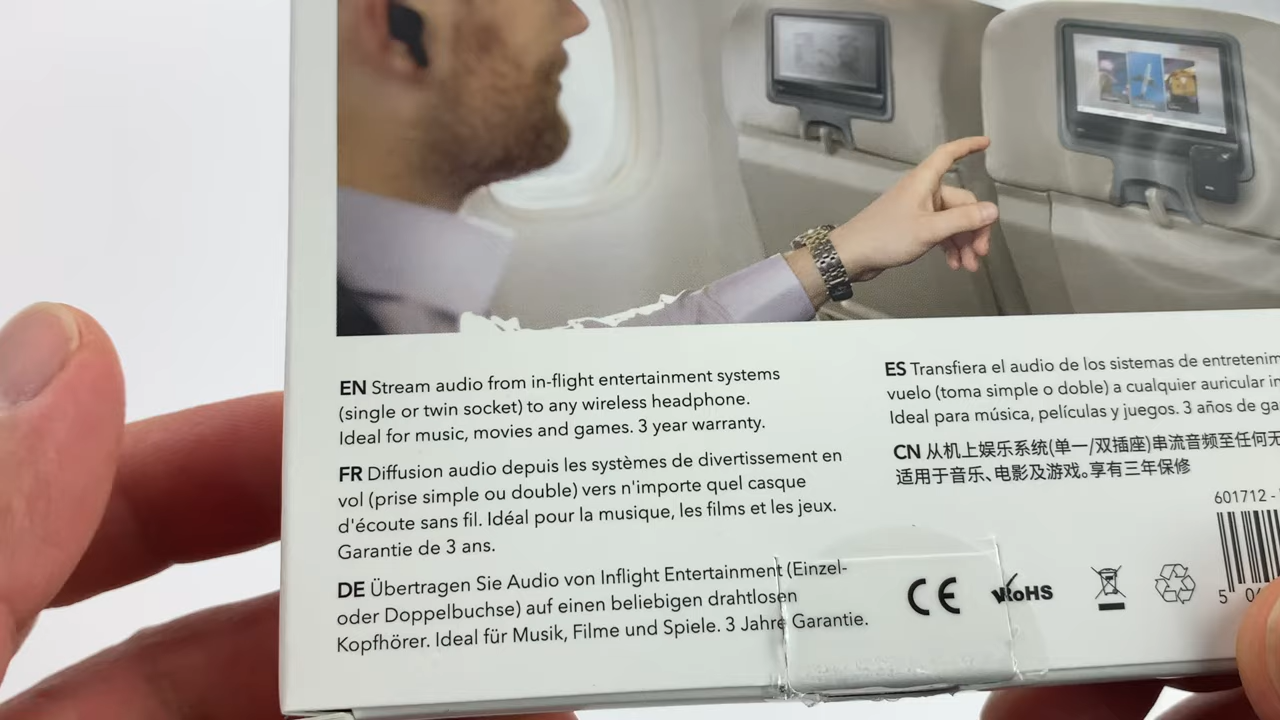 EN Stream audio from in-flight entertainment systems
(single or twin socket) to any wireless headphone.
Ideal for music, movies and games. 3 year warranty.
FR Diffusion audio depuis les systèmes de divertissement en
vol (prise simple ou double) vers n'importe quel casque
d'écoute sans fil. Idéal pour la musique, les films et les jeux.
Garantie de 3 ans.
DE Übertragen Sie Audio von Inflight Entertainment (Einzel-
oder Doppelbuchse) auf einen beliebigen drahtlosen
Kopfhörer. Ideal für Musik, Filme und Spiele. 3 Jahre Garantie.
ES Transfiera el audio de los sistemas de
vuelo (toma simple o doble) a cualquier auricular
Ideal para música, películas y juegos. 3 años de
CN 从机上娱乐系统(单一/双插座)串流音频至任何
适用于音乐、电影及游戏。享有三年保修
601712 -
CE
RoHS
5